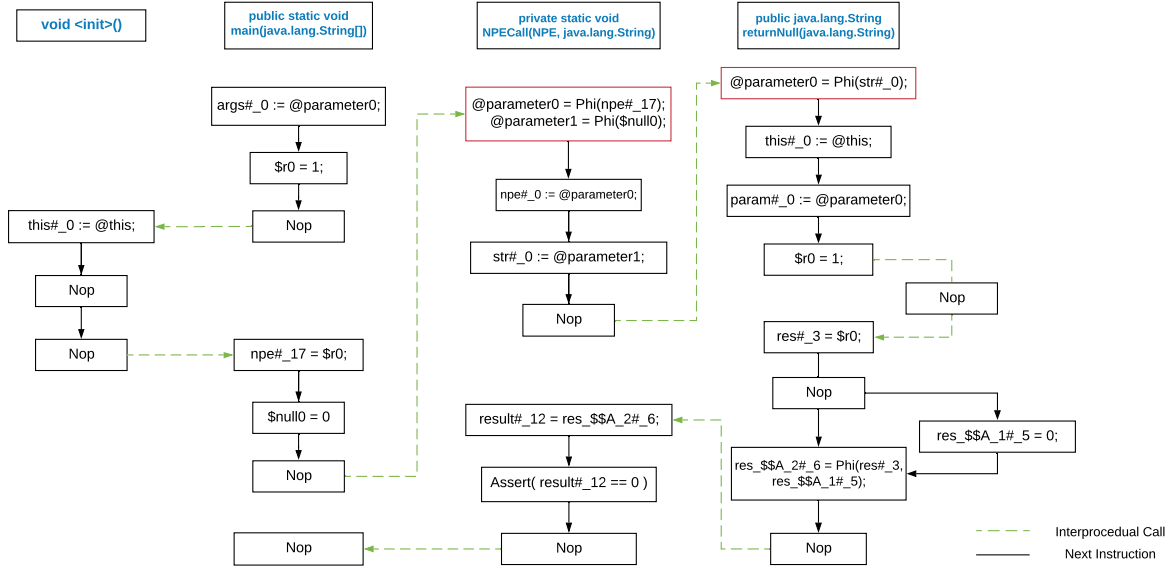 void <init>()
public static void
main(java.lang.String[])
private static void
NPECall(NPE, java.lang.String)
public java.lang.String
returnNull(java.lang.String)
this#_0 := @this;
Nop
Nop
args#_0 := @parameter0;
$r0 = 1;
Nop
npe#_17 = $r0;
$null0 = 0
Nop
Nop
@parameter0 = Phi(npe#_17);
@parameter1 = Phi($null0);
npe#_0 := @parameter0;
str#_0 := @parameter1;
Nop
result#_12 = res_$$A_2#_6;
Assert( result#_12 == 0 )
Nop
@parameter0 = Phi(str#_0);
this#_0 := @this;
param#_0 := @parameter0;
$r0 = 1;
Nop
res#_3 = $r0;
Nop
res_$$A_1#_5 = 0;
res_$$A_2#_6 = Phi(res#_3,
res_$$A_1#_5);
Nop
Interprocedual Call
Next Instruction